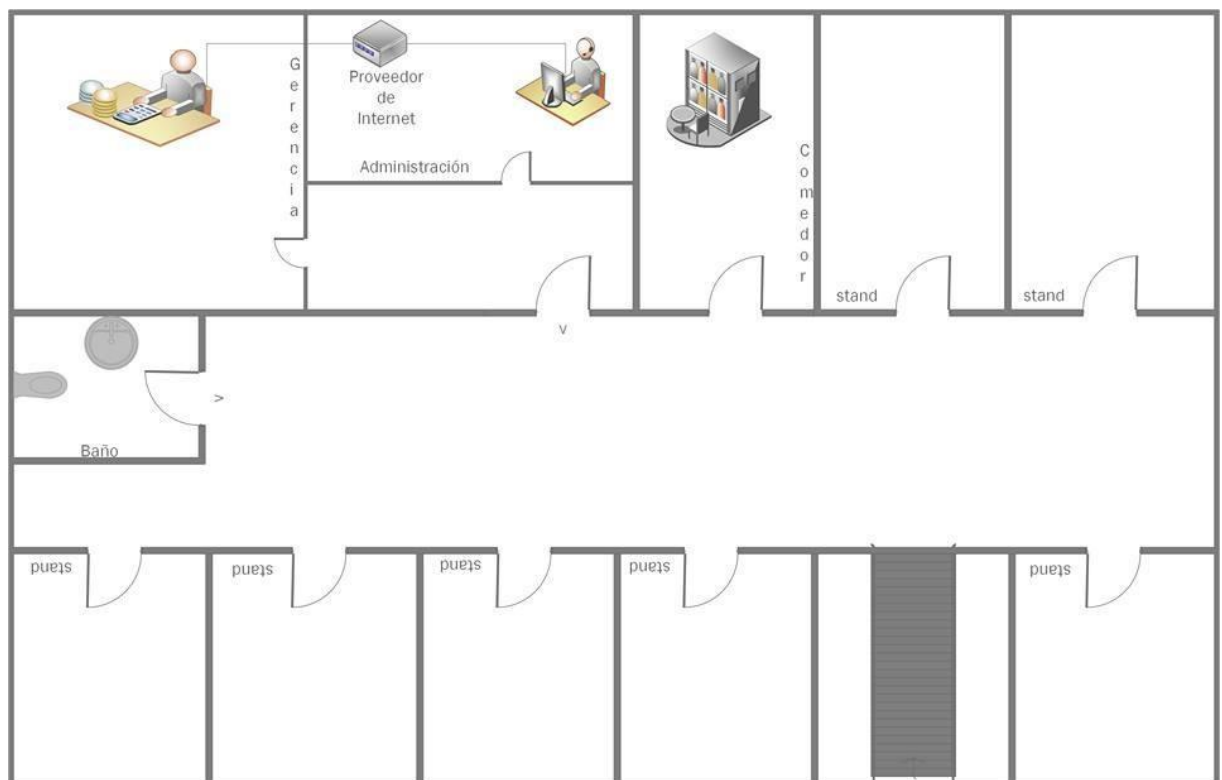 Gerencia
Proveedor
de
Internet
Administración
Comedor
stand
stand
v
>
Baño
stand
stand
stand
stand
stand